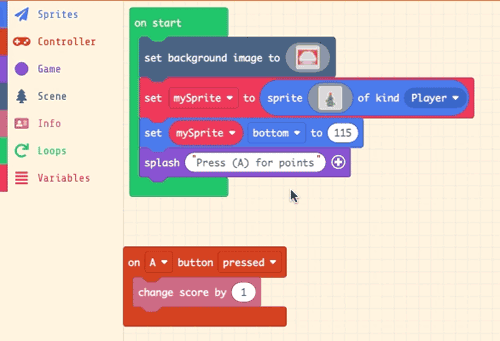 Sprites
Controller
Game
Scene
Info
Loops
Variables
on start
set background image to
set mySprite to sprite of kind Player
set mySprite bottom to 115
splash "Press (A) for points"
on A button pressed
change score by 1